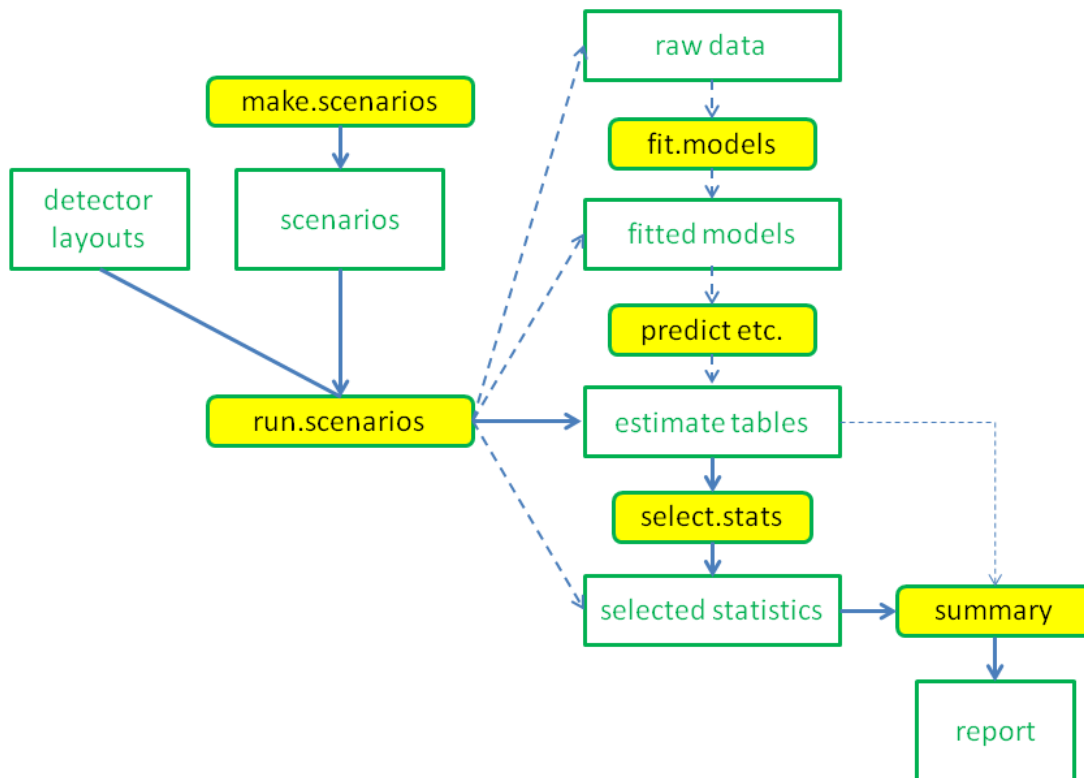 raw data
make.scenarios
fit.models
detector
layouts
scenarios
fitted models
predict etc.
run.scenarios
estimate tables
select.stats
selected statistics
summary
report